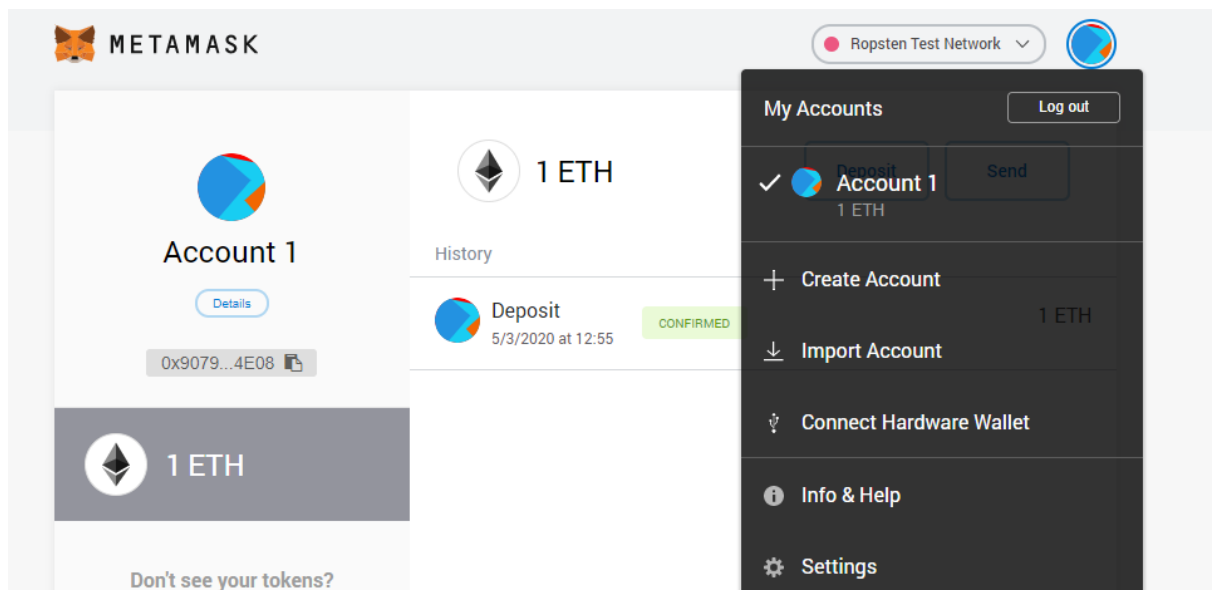 METAMASK
Ropsten Test Network
My Accounts
Log out
1 ETH
Deposit
Send
Account 1
1 ETH
Account 1
Details
0x9079...4E08
History
Deposit
5/3/2020 at 12:55
CONFIRMED
1 ETH
Create Account
Import Account
Connect Hardware Wallet
1 ETH
Info & Help
Settings
Don't see your tokens?